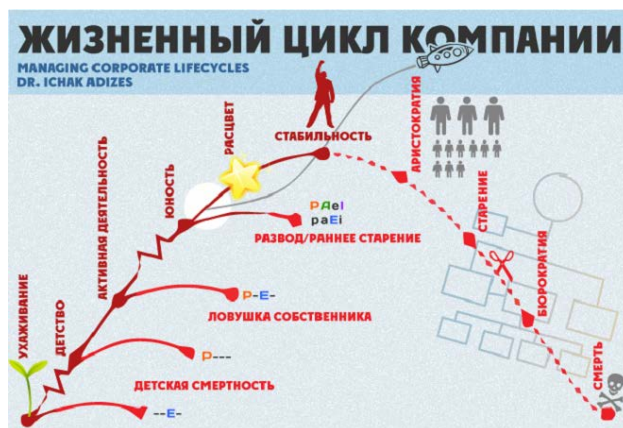 ЖИЗНЕННЫЙ ЦИКЛ КОМПАНИИ
MANAGING CORPORATE LIFECYCLES
DR. ICHAK ADIZES
УХАЖИВАНИЕ
ДЕТСТВО
АКТИВНАЯ ДЕЯТЕЛЬНОСТЬ
ЮНОСТЬ
РАСЦВЕТ
СТАБИЛЬНОСТЬ
АРИСТОКРАТИЯ
СТАРЕНИЕ
БЮРОКРАТИЯ
СМЕРТЬ
PAeI
paEi
РАЗВОД/РАННЕЕ СТАРЕНИЕ
P-E-
ЛОВУШКА СОБСТВЕННИКА
P---
ДЕТСКАЯ СМЕРТНОСТЬ
--E-